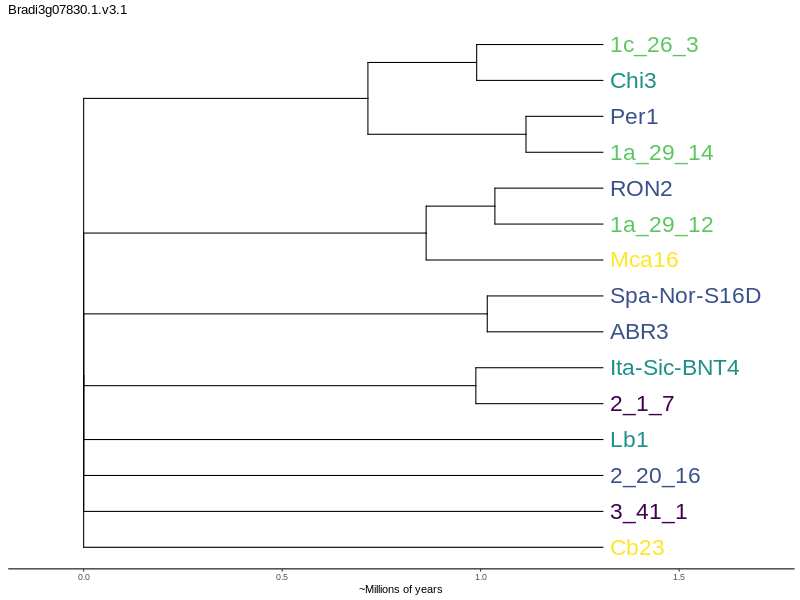 Bradi3g07830.1.v3.1
1c_26_3
Chi3
Per1
1a_29_14
RON2
1a_29_12
Mca16
Spa-Nor-S16D
ABR3
Ita-Sic-BNT4
2_1_7
Lb1
2_20_16
3_41_1
Cb23
0.0 0.5 1.0 1.5
~Millions of years